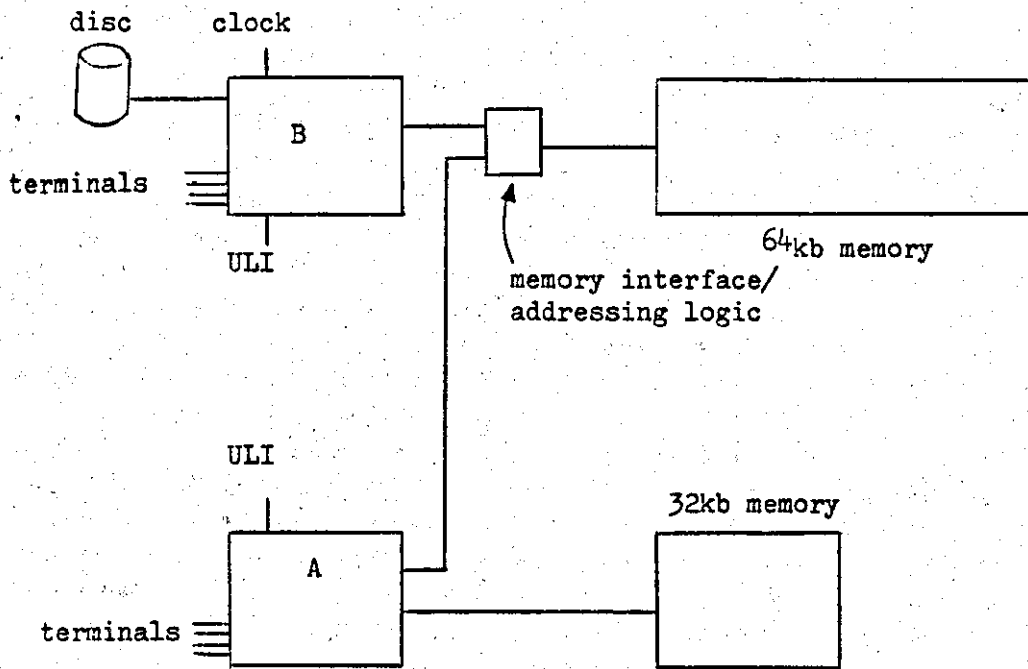 disc
clock
B
terminals
ULI
64kb memory
memory interface/
addressing logic
ULI
32kb memory
A
terminals